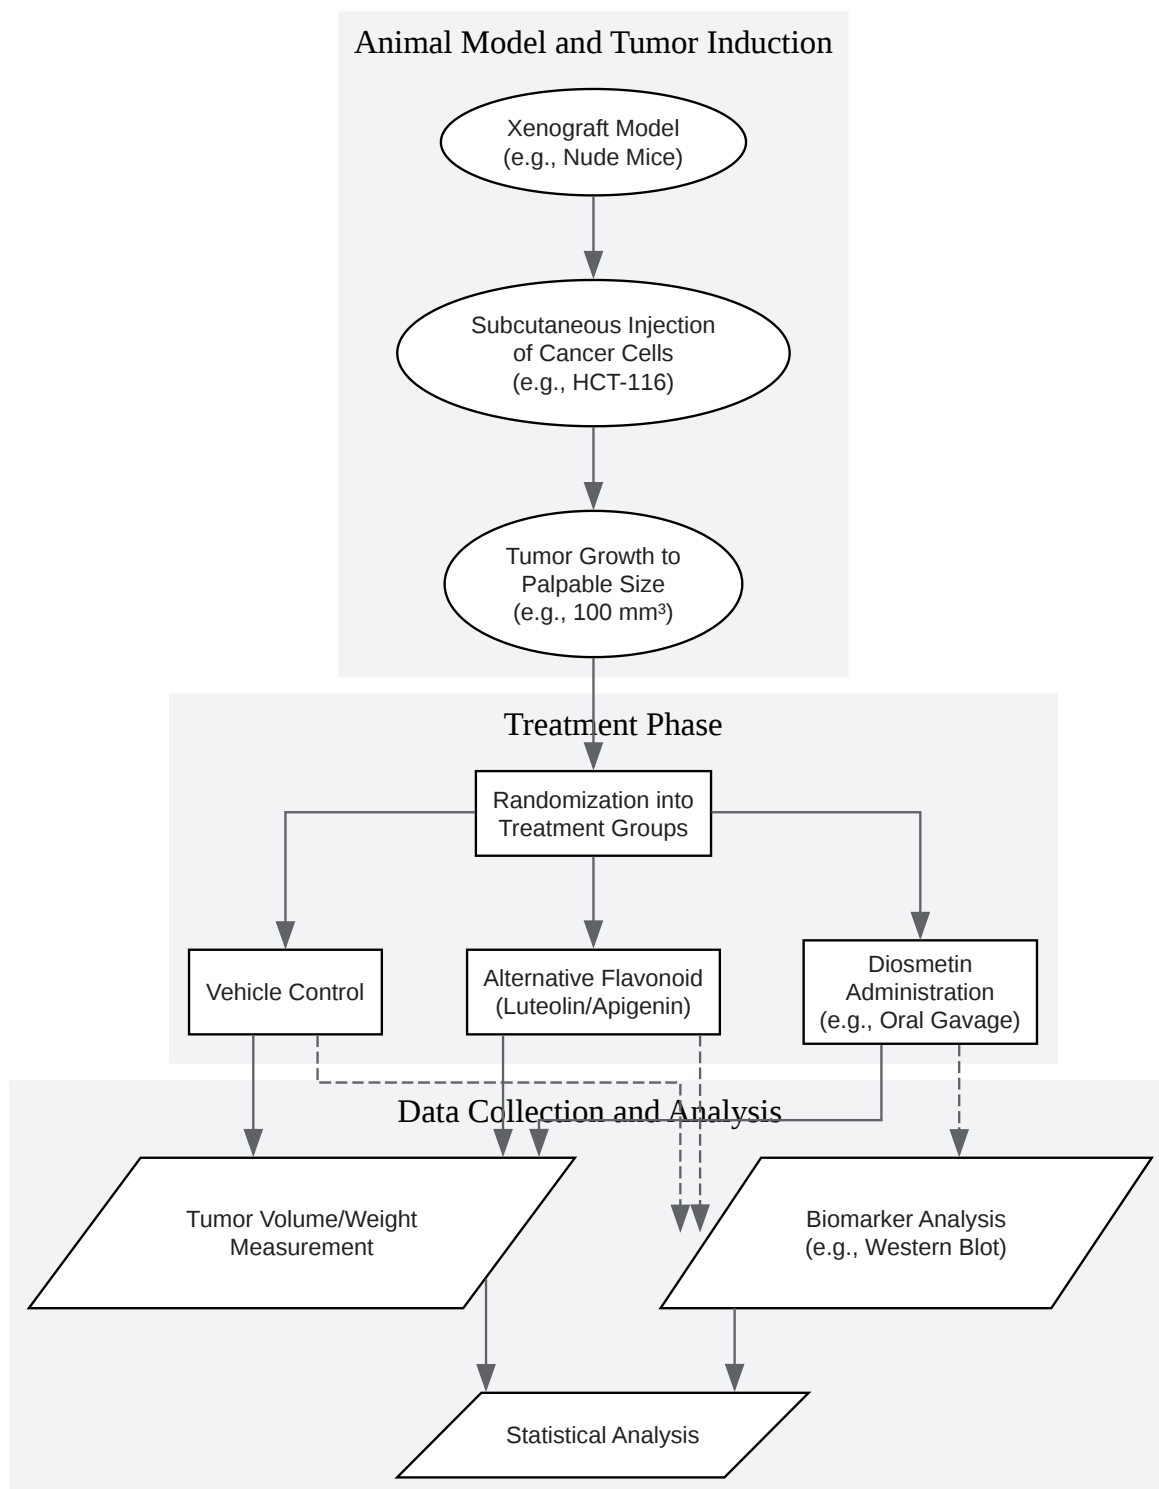 Animal Model and Tumor Induction
Xenograft Model
(e.g., Nude Mice)
Subcutaneous Injection
of Cancer Cells
(e.g., HCT-116)
Tumor Growth to
Palpable Size
(e.g., 100 mm³)
Treatment Phase
Randomization into
Treatment Groups
Vehicle Control
Alternative Flavonoid
(Luteolin/Apigenin)
Diosmetin
Administration
(e.g., Oral Gavage)
Data Collection and Analysis
Tumor Volume/Weight
Measurement
Biomarker Analysis
(e.g., Western Blot)
Statistical Analysis